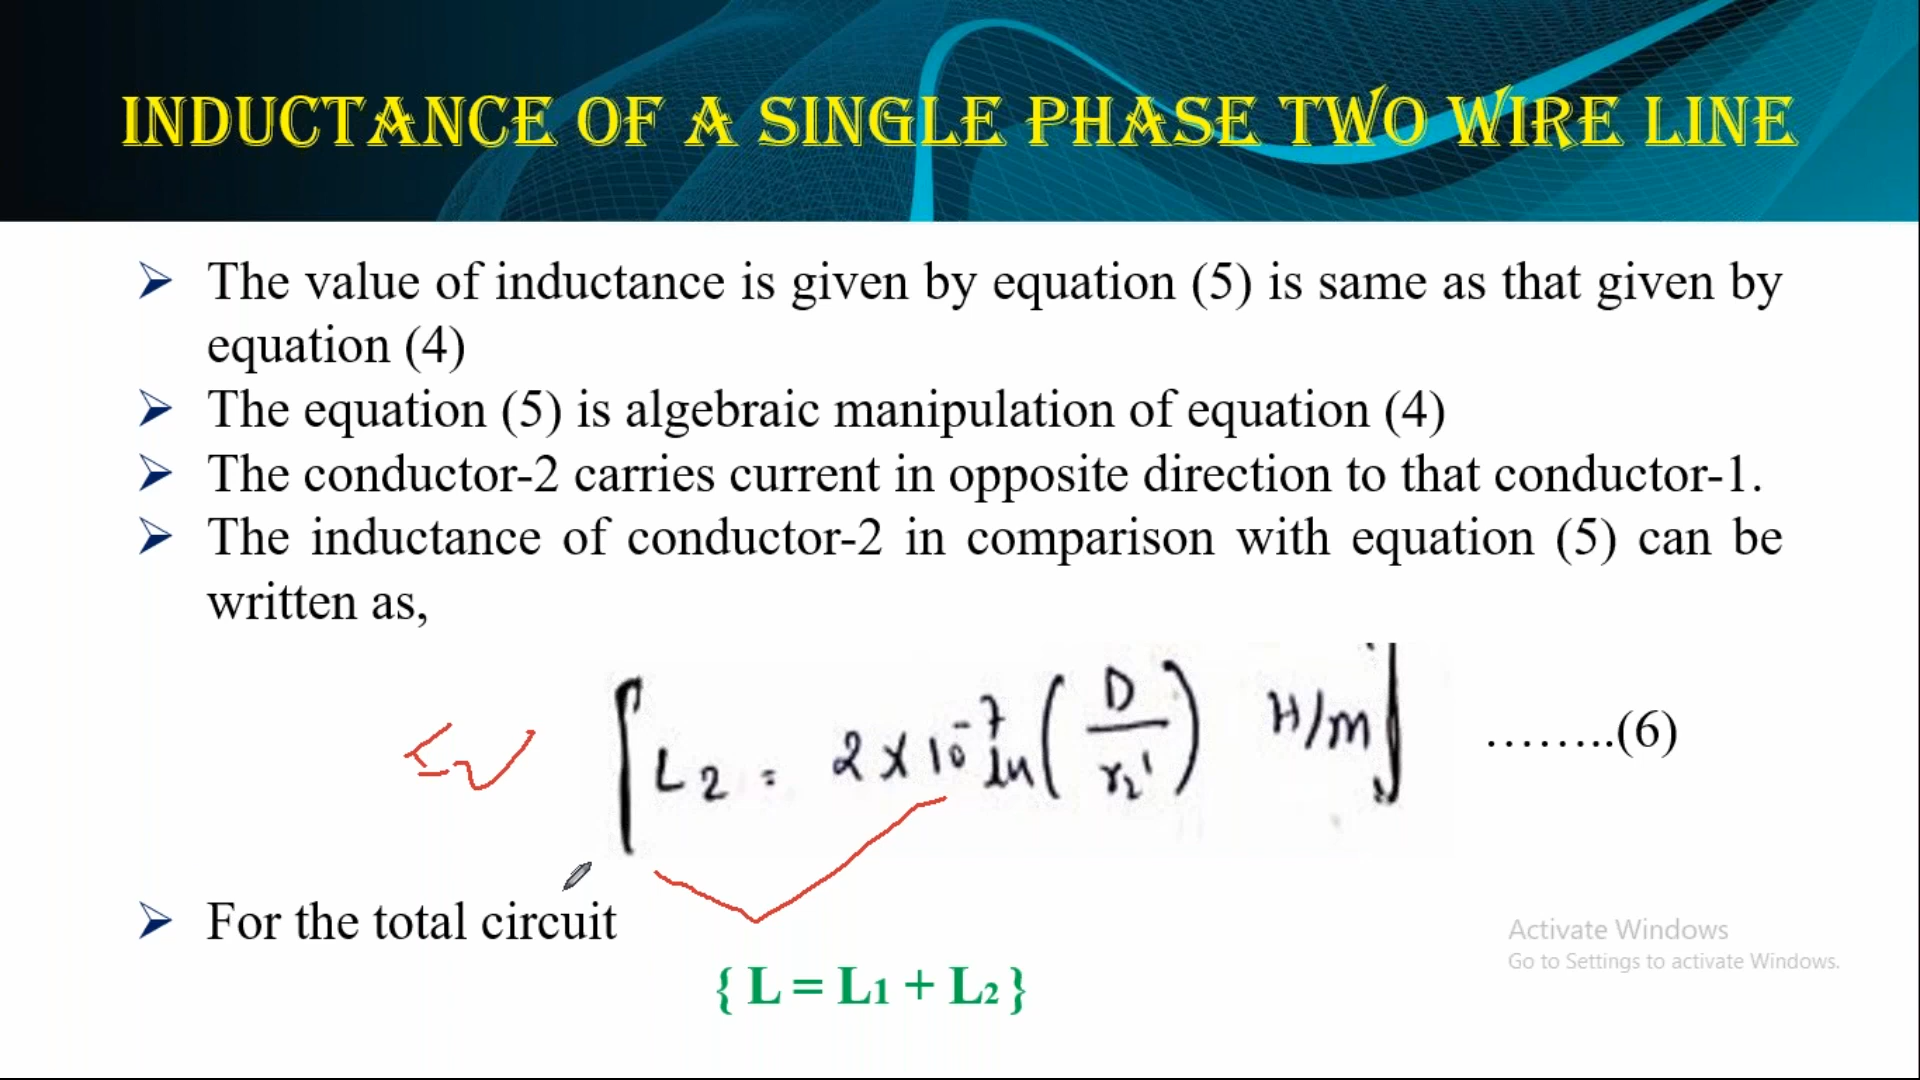 INDUCTANCE OF A SINGLE PHASE TWO WIRE LINE
The value of inductance is given by equation (5) is same as that given by
equation (4)
The equation (5) is algebraic manipulation of equation (4)
The conductor-2 carries current in opposite direction to that conductor-1.
The inductance of conductor-2 in comparison with equation (5) can be
written as,
[L2 = 2 x 10^-7 ln(D/r2') H/m] ……..(6)
For the total circuit
{ L = L1 + L2 }
Activate Windows
Go to Settings to activate Windows.